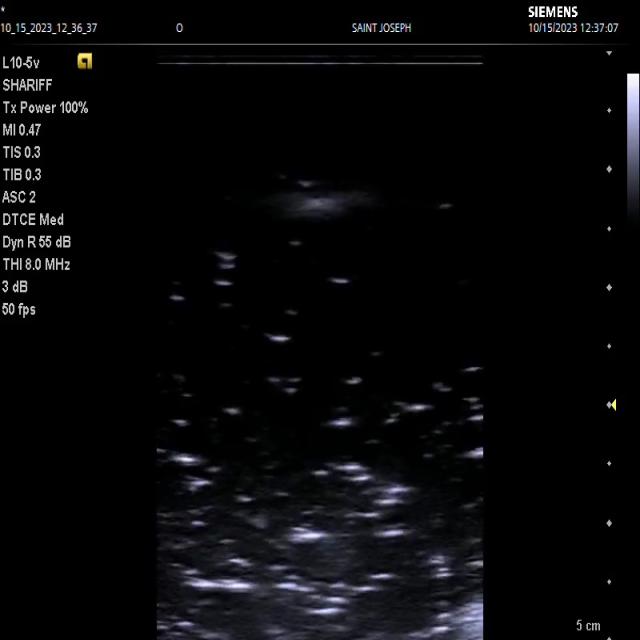 *
SIEMENS
10_15_2023_12_36_37 O SAINT JOSEPH 10/15/2023 12:37:07
L10-5v
SHARIFF
Tx Power 100%
MI 0.47
TIS 0.3
TIB 0.3
ASC 2
DTCE Med
Dyn R 55 dB
THI 8.0 MHz
3 dB
50 fps
5 cm